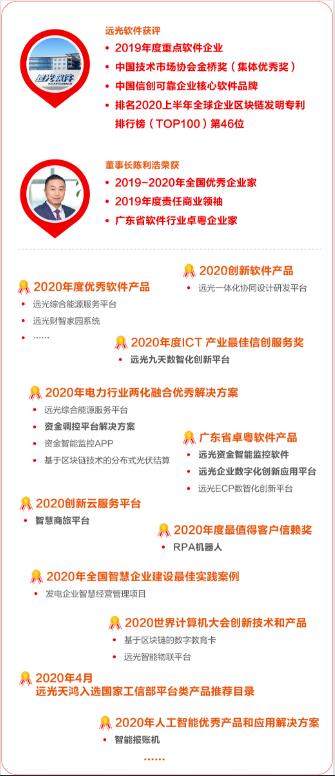 远光软件获评
2019年度重点软件企业
中国技术市场协会金桥奖（集体优秀奖）
中国信创可靠企业核心软件品牌
排名2020上半年全球企业区块链发明专利
排行榜（TOP100）第46位
远光软件
董事长陈利浩荣获
2019-2020年全国优秀企业家
2019年度责任商业领袖
广东省软件行业卓粤企业家
2020创新软件产品
远光一体化协同设计研发平台
2020年度优秀软件产品
远光综合能源服务平台
远光财智家园系统
……
2020年度ICT 产业最佳信创服务奖
远光九天数智化创新平台
2020年电力行业两化融合优秀解决方案
远光综合能源服务平台
资金调控平台解决方案
资金智能监控APP
基于区块链技术的分布式光伏结算
广东省卓粤软件产品
远光资金智能监控软件
远光企业数字化创新应用平台
远光ECP数智化创新平台
2020创新云服务平台
智慧商旅平台
2020年度最值得客户信赖奖
RPA机器人
2020年全国智慧企业建设最佳实践案例
发电企业智慧经营管理项目
2020世界计算机大会创新技术和产品
基于区块链的数字教育卡
远光智能物联平台
2020年4月
远光天鸿入选国家工信部平台类产品推荐目录
2020年人工智能优秀产品和应用解决方案
智能报账机
……